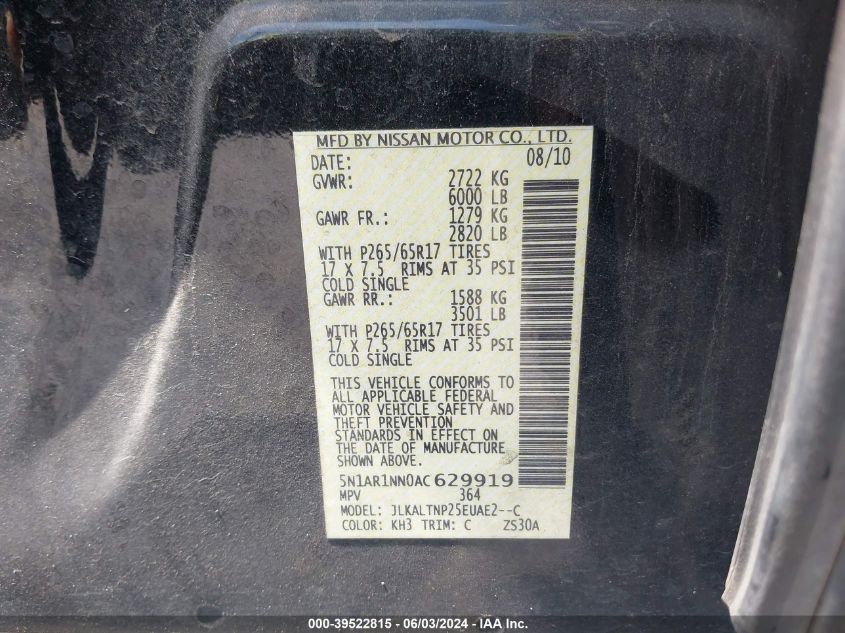 MFD BY NISSAN MOTOR CO., LTD.
DATE: 08/10
GVWR: 2722 KG
6000 LB
GAWR FR.: 1279 KG
2820 LB
WITH P265/65R17 TIRES
17 X 7.5 RIMS AT 35 PSI
COLD SINGLE
GAWR RR.: 1588 KG
3501 LB
WITH P265/65R17 TIRES
17 X 7.5 RIMS AT 35 PSI
COLD SINGLE
THIS VEHICLE CONFORMS TO
ALL APPLICABLE FEDERAL
MOTOR VEHICLE SAFETY AND
THEFT PREVENTION
STANDARDS IN EFFECT ON
THE DATE OF MANUFACTURE
SHOWN ABOVE.
5N1AR1NN0AC629919
MPV 364
MODEL: JLKALTNP25EUAE2--C
COLOR: KH3 TRIM: C ZS30A
000-39522815 - 06/03/2024 - IAA, Inc.